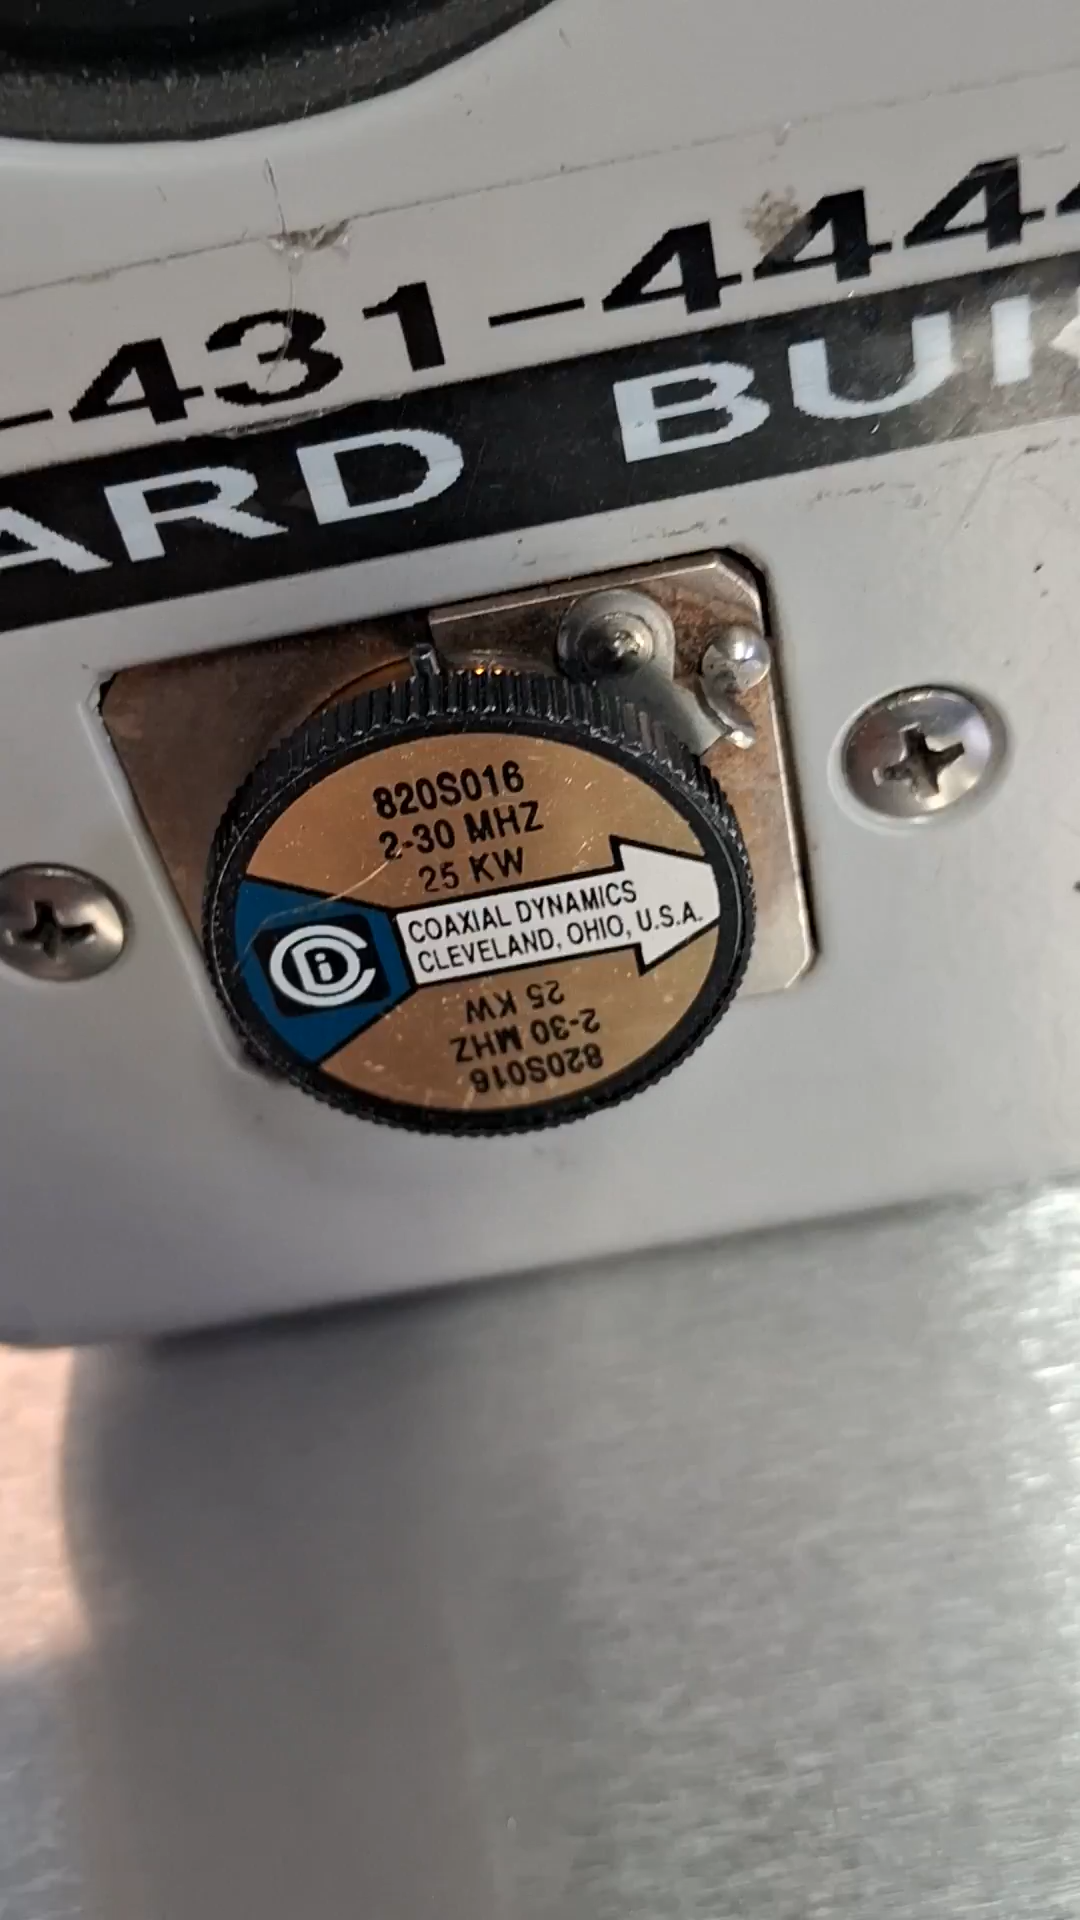 -431-444
ARD BUI
820S016
2-30 MHZ
25 KW
COAXIAL DYNAMICS
CLEVELAND, OHIO, U.S.A.
25 KW
2-30 MHZ
820S016